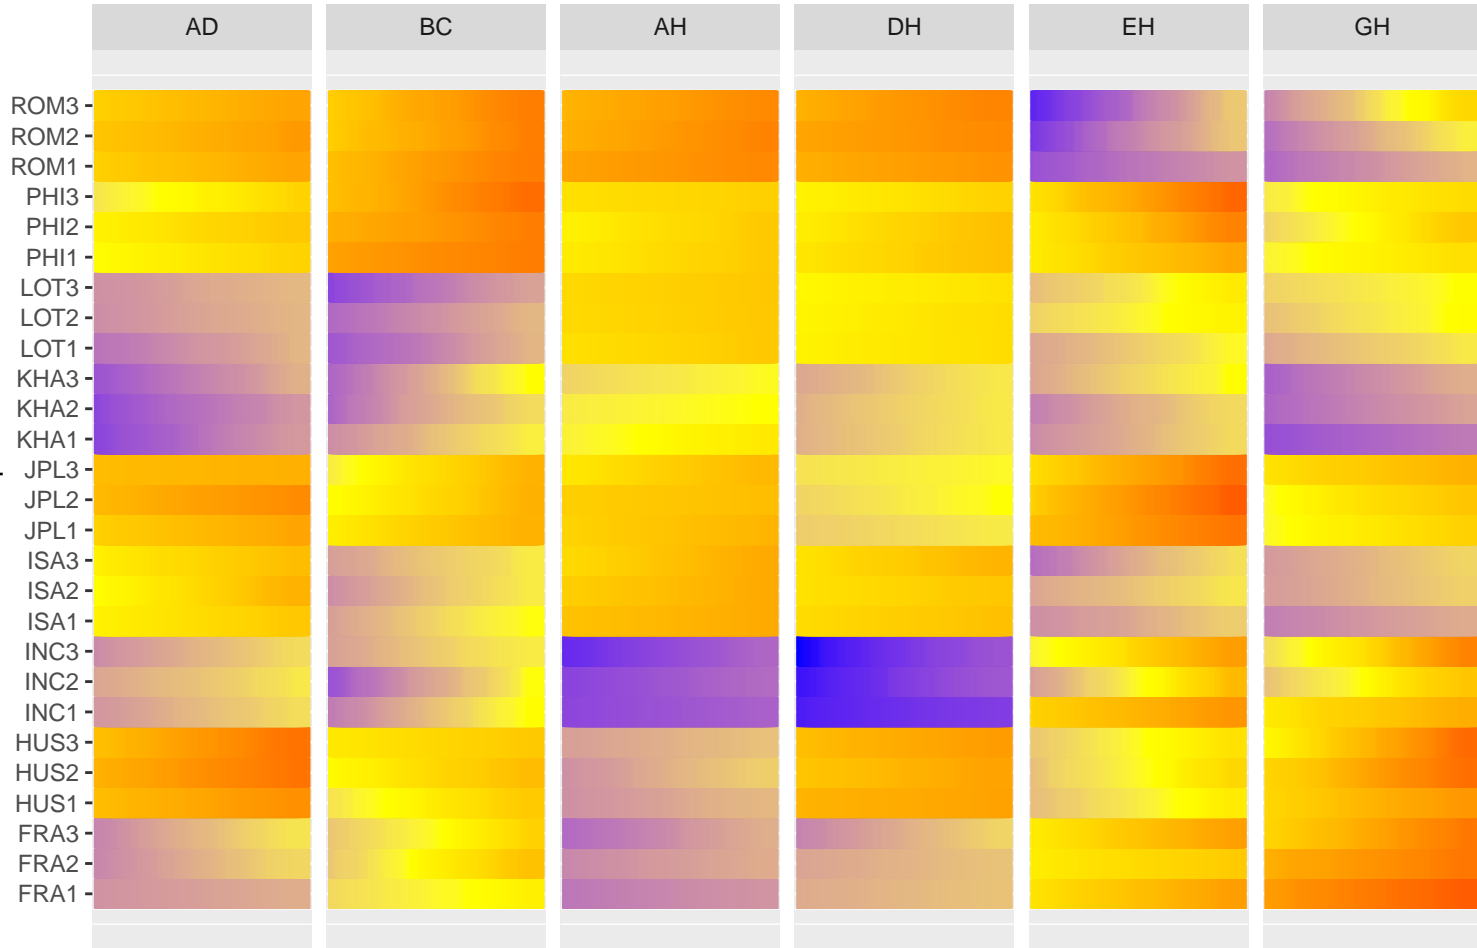 AD BC AH DH EH GH
ROM3
ROM2
ROM1
PHI3
PHI2
PHI1
LOT3
LOT2
LOT1
KHA3
KHA2
KHA1
JPL3
JPL2
JPL1
ISA3
ISA2
ISA1
INC3
INC2
INC1
HUS3
HUS2
HUS1
FRA3
FRA2
FRA1